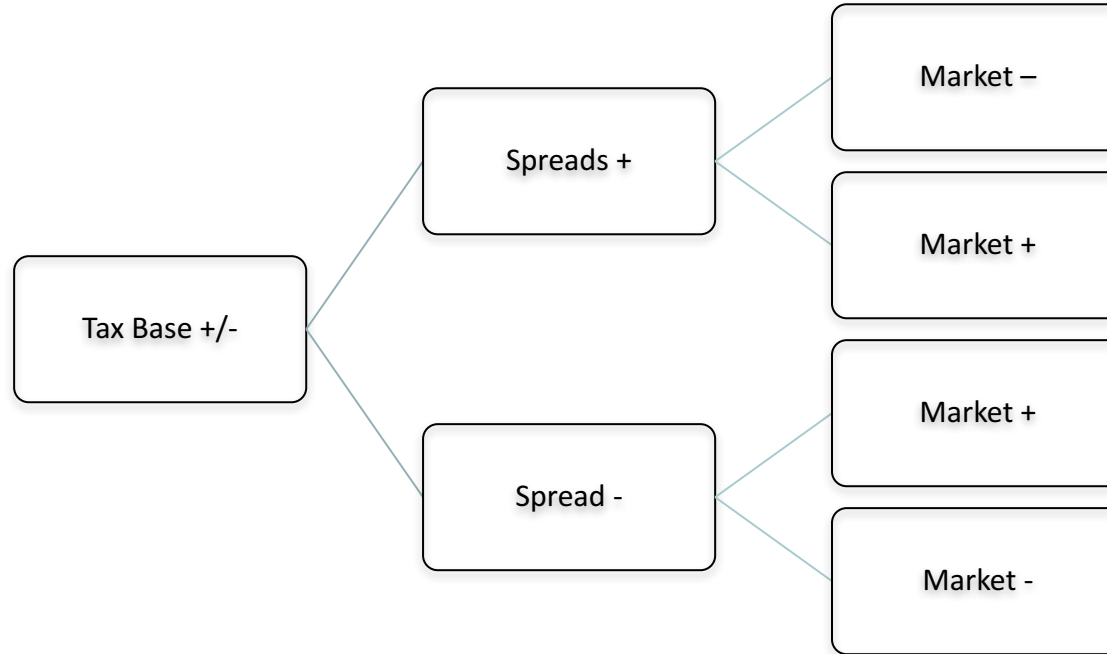 Tax Base +/-
Spreads +
Market –
Market +
Spread -
Market +
Market -